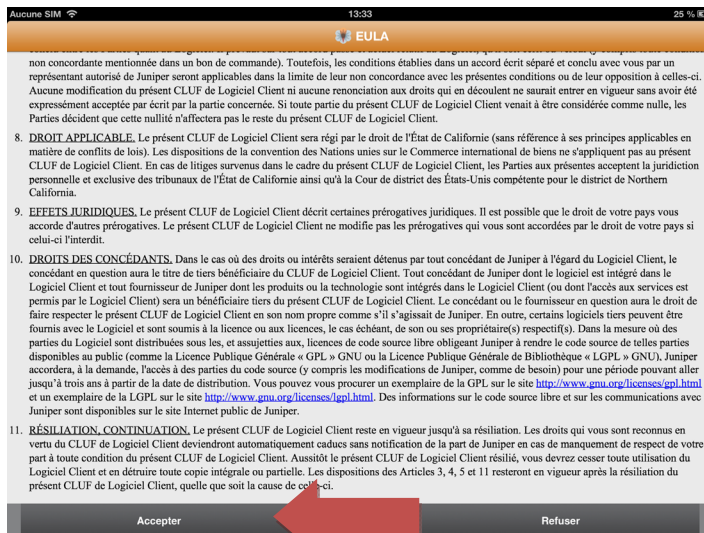 Aucune SIM 13:33 25 %
EULA
non concordante mentionnée dans un bon de commande). Toutefois, les conditions établies dans un accord écrit séparé et conclu avec vous par un
représentant autorisé de Juniper seront applicables dans la limite de leur non concordance avec les présentes conditions ou de leur opposition à celles-ci.
Aucune modification du présent CLUF de Logiciel Client ni aucune renonciation aux droits qui en découlent ne saurait entrer en vigueur sans avoir été
expressément acceptée par écrit par la partie concernée. Si toute partie du présent CLUF de Logiciel Client venait à être considérée comme nulle, les
Parties décident que cette nullité n'affectera pas le reste du présent CLUF de Logiciel Client.
8. DROIT APPLICABLE. Le présent CLUF de Logiciel Client sera régi par le droit de l'État de Californie (sans référence à ses principes applicables en
matière de conflits de lois). Les dispositions de la convention des Nations unies sur le Commerce international de biens ne s'appliquent pas au présent
CLUF de Logiciel Client. En cas de litiges survenus dans le cadre du présent CLUF de Logiciel Client, les Parties aux présentes acceptent la juridiction
personnelle et exclusive des tribunaux de l'État de Californie ainsi qu'à la Cour de district des États-Unis compétente pour le district de Northern
California.
9. EFFETS JURIDIQUES. Le présent CLUF de Logiciel Client décrit certaines prérogatives juridiques. Il est possible que le droit de votre pays vous
accorde d'autres prérogatives. Le présent CLUF de Logiciel Client ne modifie pas les prérogatives qui vous sont accordées par le droit de votre pays si
celui-ci l'interdit.
10. DROITS DES CONCÉDANTS. Dans le cas où des droits ou intérêts seraient détenus par tout concédant de Juniper à l'égard du Logiciel Client, le
concédant en question aura le titre de tiers bénéficiaire du CLUF de Logiciel Client. Tout concédant de Juniper dont le logiciel est intégré dans le
Logiciel Client et tout fournisseur de Juniper dont les produits ou la technologie sont intégrés dans le Logiciel Client (ou dont l'accès aux services est
permis par le Logiciel Client) sera un bénéficiaire tiers du présent CLUF de Logiciel Client. Le concédant ou le fournisseur en question aura le droit de
faire respecter le présent CLUF de Logiciel Client en son nom propre comme s'il s'agissait de Juniper. En outre, certains logiciels tiers peuvent être
fournis avec le Logiciel et sont soumis à la licence ou aux licences, le cas échéant, de son ou ses propriétaire(s) respectif(s). Dans la mesure où des
parties du Logiciel sont distribuées sous les, et assujetties aux, licences de code source libre obligeant Juniper à rendre le code source de telles parties
disponibles au public (comme la Licence Publique Générale « GPL » GNU ou la Licence Publique Générale de Bibliothèque « LGPL » GNU), Juniper
accordera, à la demande, l'accès à des parties du code source (y compris les modifications de Juniper, comme de besoin) pour une période pouvant aller
jusqu'à trois ans à partir de la date de distribution. Vous pouvez vous procurer un exemplaire de la GPL sur le site http://www.gnu.org/licenses/gpl.html
et un exemplaire de la LGPL sur le site http://www.gnu.org/licenses/lgpl.html. Des informations sur le code source libre et sur les communications avec
Juniper sont disponibles sur le site Internet public de Juniper.
11. RÉSILIATION, CONTINUATION. Le présent CLUF de Logiciel Client reste en vigueur jusqu'à sa résiliation. Les droits qui vous sont reconnus en
vertu du CLUF de Logiciel Client deviendront automatiquement caducs sans notification de la part de Juniper en cas de manquement de respect de votre
part à toute condition du présent CLUF de Logiciel Client. Aussitôt le présent CLUF de Logiciel Client résilié, vous devrez cesser toute utilisation du
Logiciel Client et en détruire toute copie intégrale ou partielle. Les dispositions des Articles 3, 4, 5 et 11 resteront en vigueur après la résiliation du
présent CLUF de Logiciel Client, quelle que soit la cause de celle-ci.
Accepter Refuser